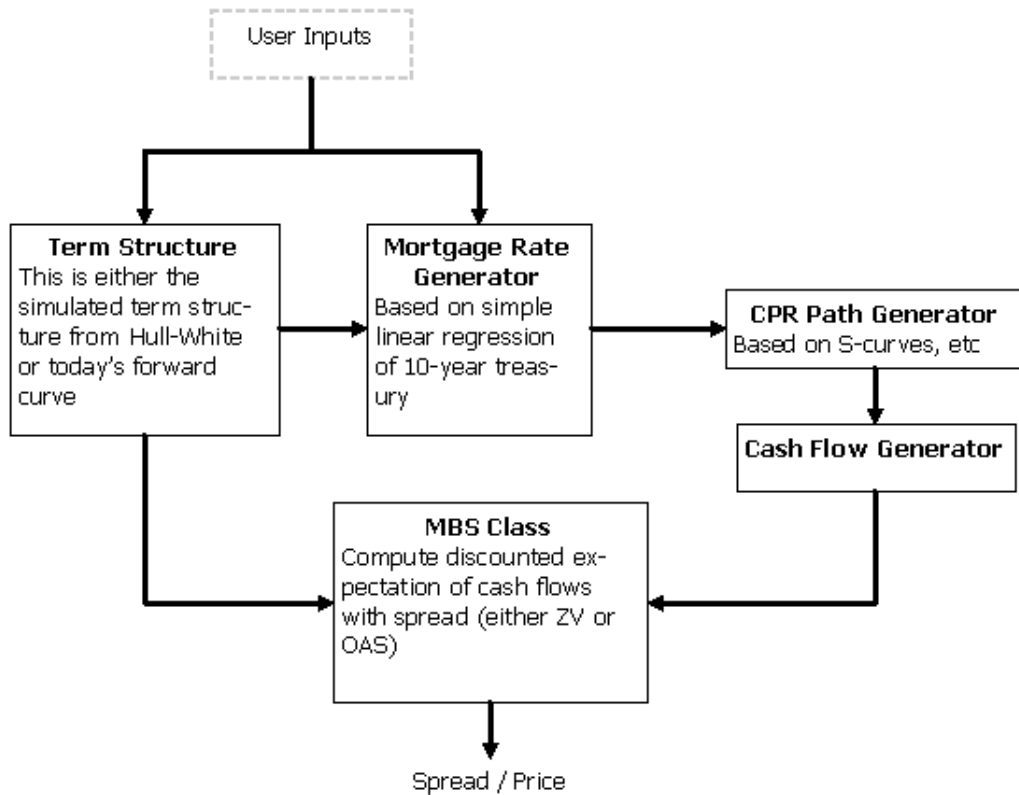 User Inputs
Term Structure
This is either the
simulated term struc-
ture from Hull-White
or today's forward
curve
Mortgage Rate
Generator
Based on simple
linear regression
of 10-year treas-
ury
CPR Path Generator
Based on S-curves, etc
Cash Flow Generator
MBS Class
Compute discounted ex-
pectation of cash flows
with spread (either ZV or
OAS)
Spread / Price